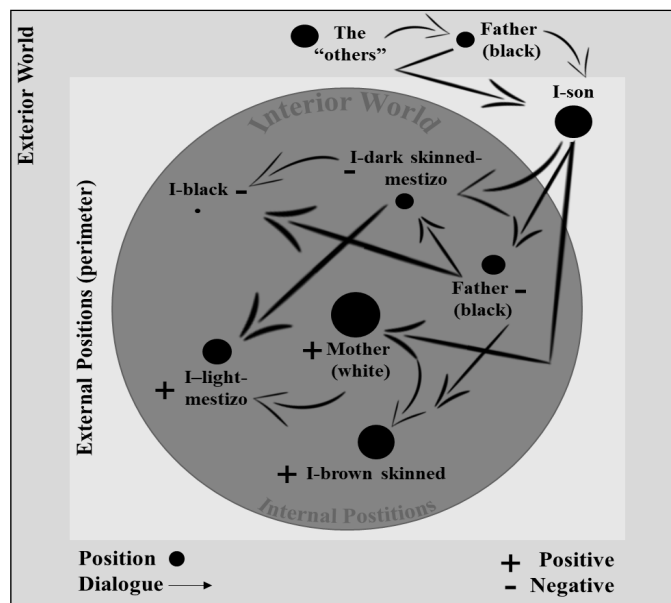 Exterior World
The
“others”
Father
(black)
I-son
Interior World
I-dark skinned-
mestizo
-
I-black -
Father -
(black)
+ Mother
(white)
I–light-
+ mestizo
+ I-brown skinned
Internal Postitions
External Positions (perimeter)
Position
Dialogue
+ Positive
- Negative